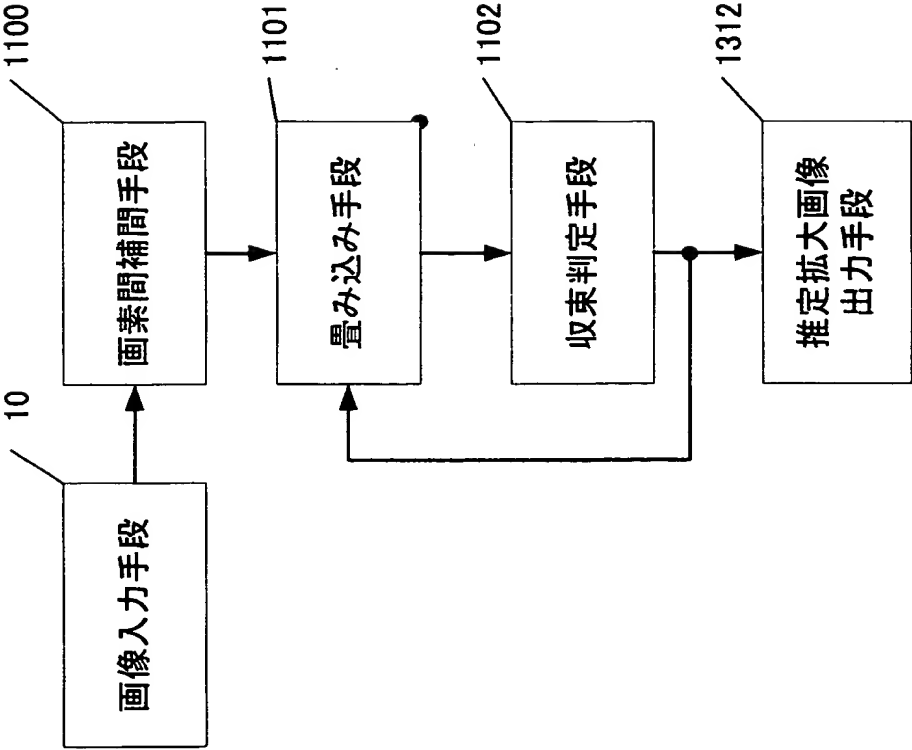 10
画像入力手段
1100
画素間補間手段
1101
畳み込み手段
1102
収束判定手段
1312
推定拡大画像
出力手段